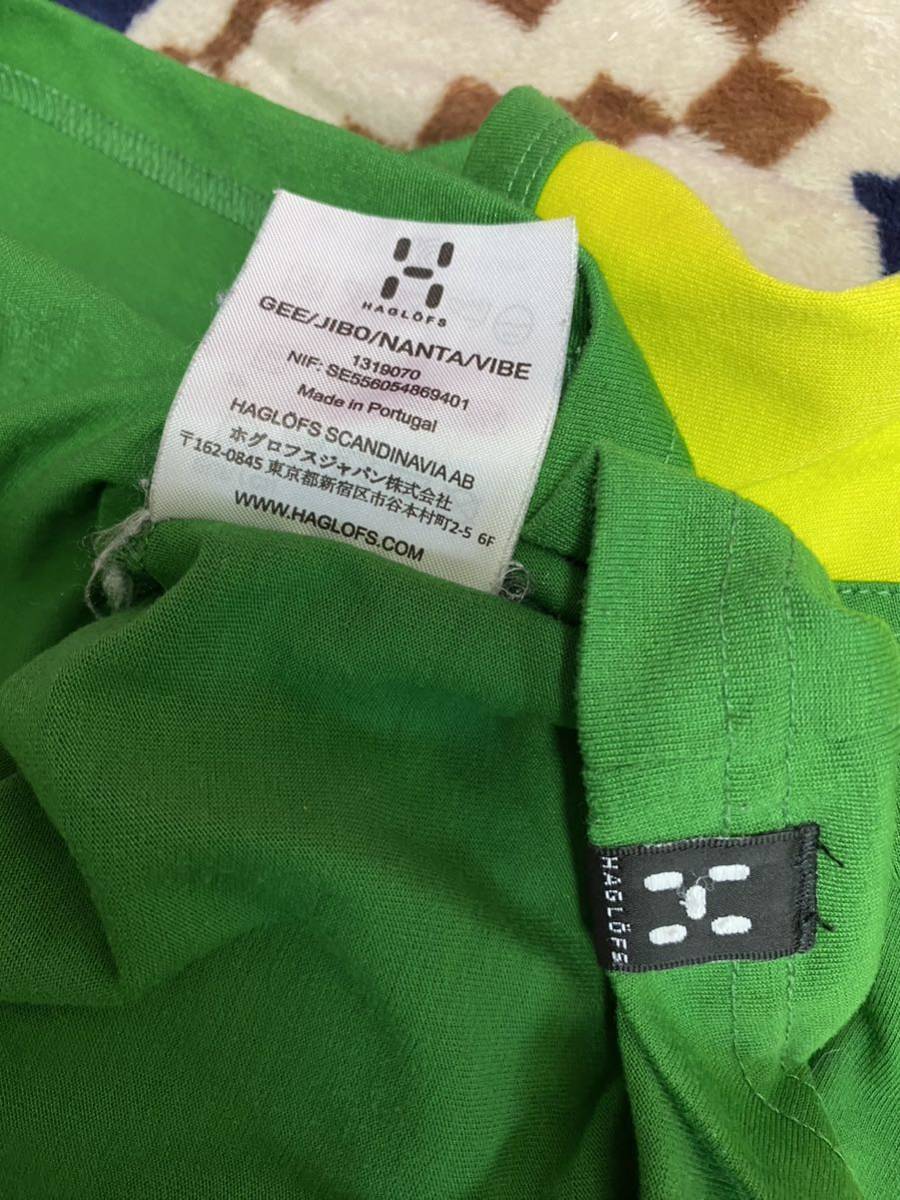 HAGLÖFS
GEE/JIBO/NANTA/VIBE
1319070
NIF: SE556054869401
Made in Portugal
HAGLÖFS SCANDINAVIA AB
ホグロフスジャパン株式会社
〒162-0845 東京都新宿区市谷本村町2-5 6F
WWW.HAGLOFS.COM
HAGLÖFS